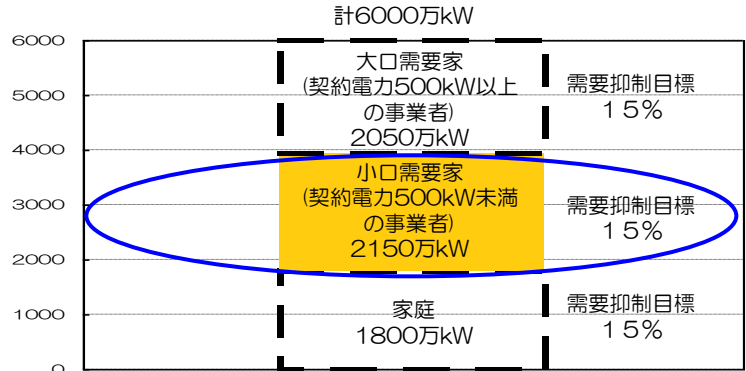 計6000万kW
6000
5000
4000
3000
2000
1000
0
大口需要家
(契約電力500kW以上
の事業者)
2050万kW
需要抑制目標
15%
小口需要家
(契約電力500kW未満
の事業者)
2150万kW
需要抑制目標
15%
家庭
1800万kW
需要抑制目標
15%